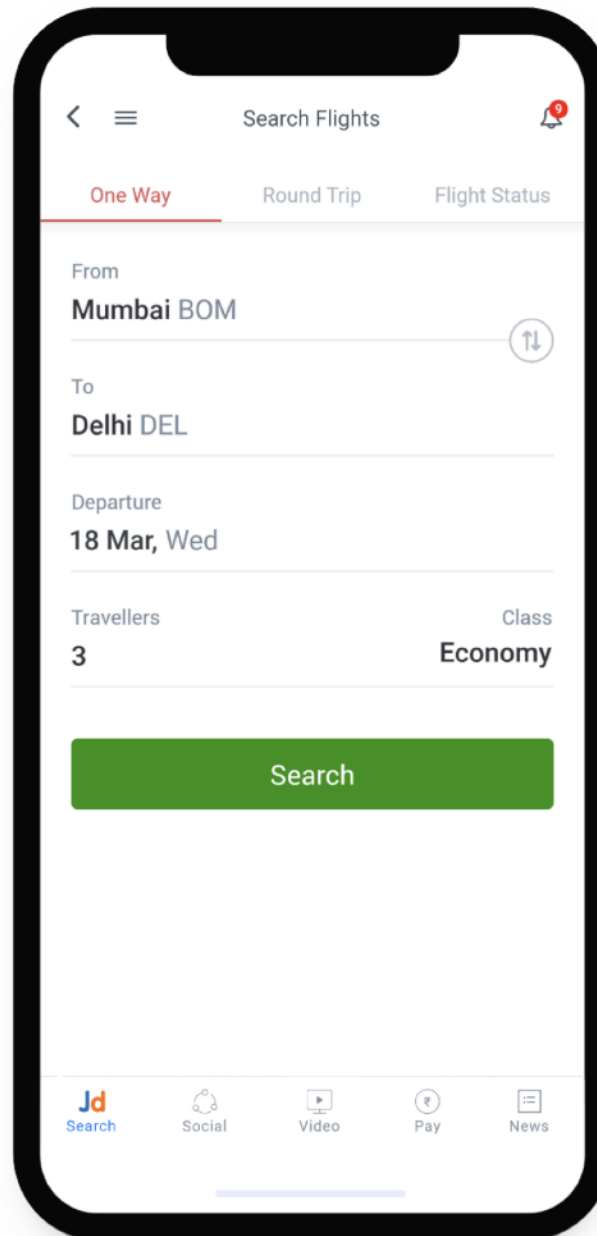 Search Flights
9
One Way Round Trip Flight Status
From
Mumbai BOM
To
Delhi DEL
Departure
18 Mar, Wed
Travellers Class
3 Economy
Search
Jd ₹
Search Social Video Pay News